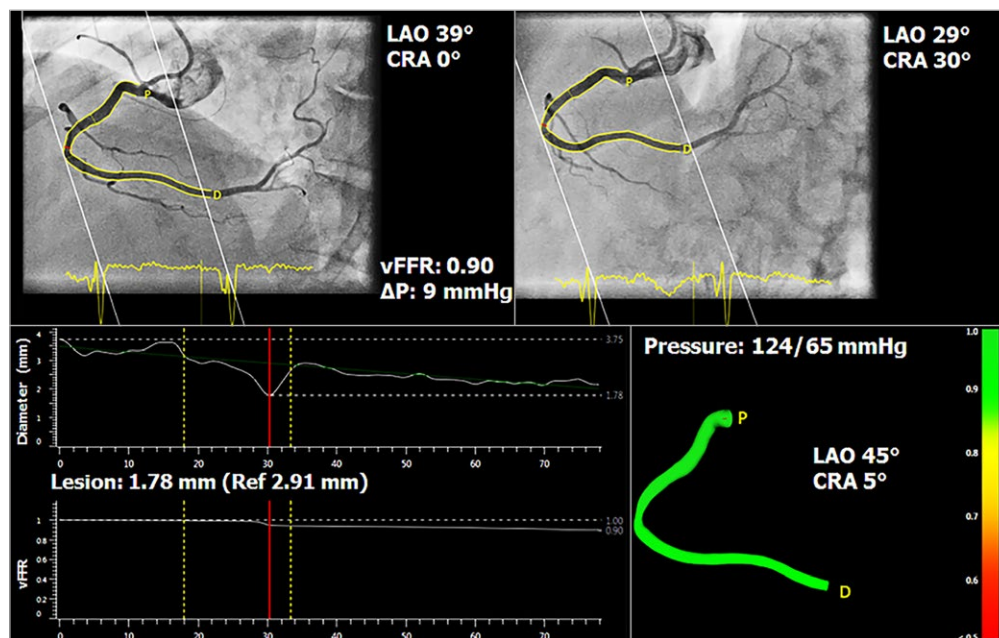 LAO 39°
CRA 0°
P
D
vFFR: 0.90
ΔP: 9 mmHg
LAO 29°
CRA 30°
P
D
Diameter (mm)
4
3
2
1
0
3.75
1.78
0 10 20 30 40 50 60 70
Lesion: 1.78 mm (Ref 2.91 mm)
vFFR
1
0.8
0.6
0.4
0.2
0
1.00
0.90
0 10 20 30 40 50 60 70
Pressure: 124/65 mmHg
P
LAO 45°
CRA 5°
D
1.0
0.9
0.8
0.7
0.6
0.5